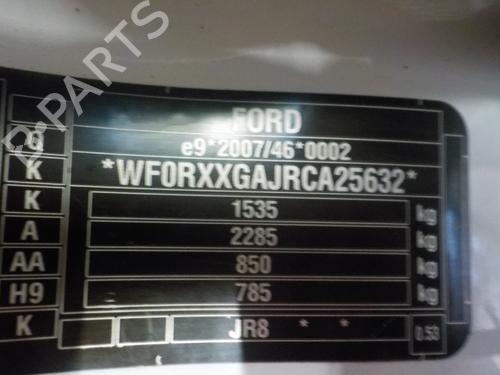 FORD
Q e9*2007/46*0002
K *WF0RXXGAJRCA25632*
K 1535 kg
A 2285 kg
AA 850 kg
H9 785 kg
K JR8 * * 0.53
B-PARTS